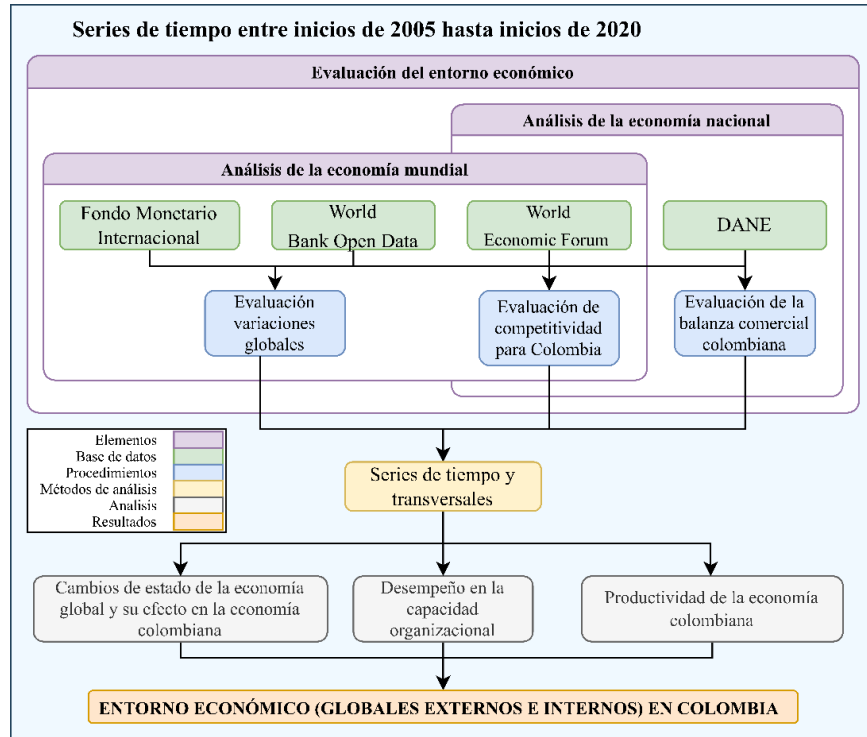 Series de tiempo entre inicios de 2005 hasta inicios de 2020
Evaluación del entorno económico
Análisis de la economía nacional
Análisis de la economía mundial
Fondo Monetario
Internacional
World
Bank Open Data
World
Economic Forum
DANE
Evaluación
variaciones
globales
Evaluación de
competitividad
para Colombia
Evaluación de la
balanza comercial
colombiana
Elementos
Base de datos
Procedimientos
Métodos de análisis
Analisis
Resultados
Series de tiempo y
transversales
Cambios de estado de la economía
global y su efecto en la economía
colombiana
Desempeño en la
capacidad
organizacional
Productividad de la economía
colombiana
ENTORNO ECONÓMICO (GLOBALES EXTERNOS E INTERNOS) EN COLOMBIA